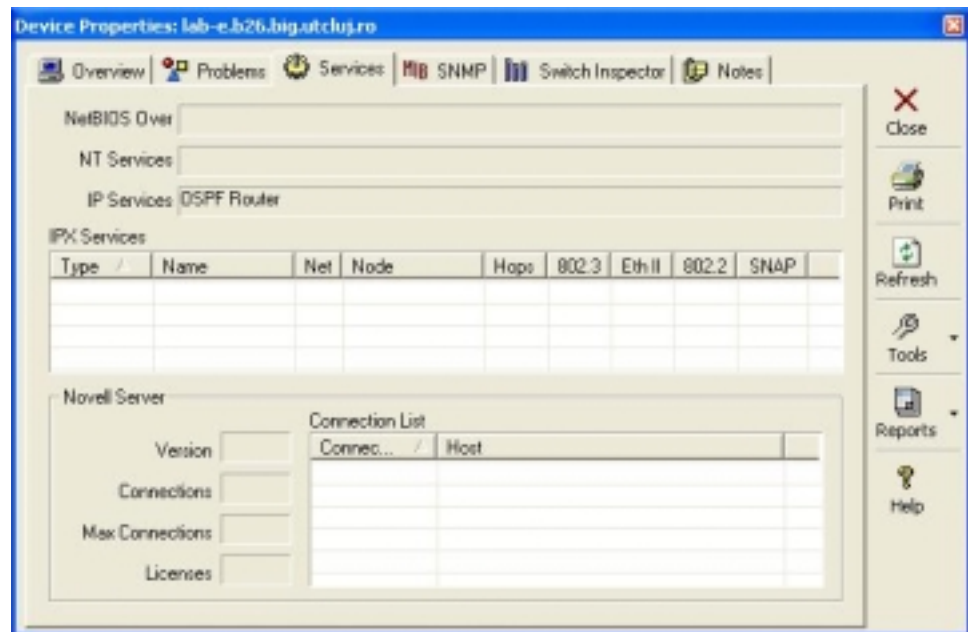 Device Properties: lab-e.b26.big.utcluj.ro
Overview Problems Services MIB SNMP Switch Inspector Notes
Close
NetBIOS Over
NT Services
Print
IP Services OSPF Router
IPX Services
Type Name Net Node Hops 802.3 Eth II 802.2 SNAP
Refresh
Tools
Novell Server
Connection List
Reports
Version Connec... Host
Connections
Help
Max Connections
Licenses